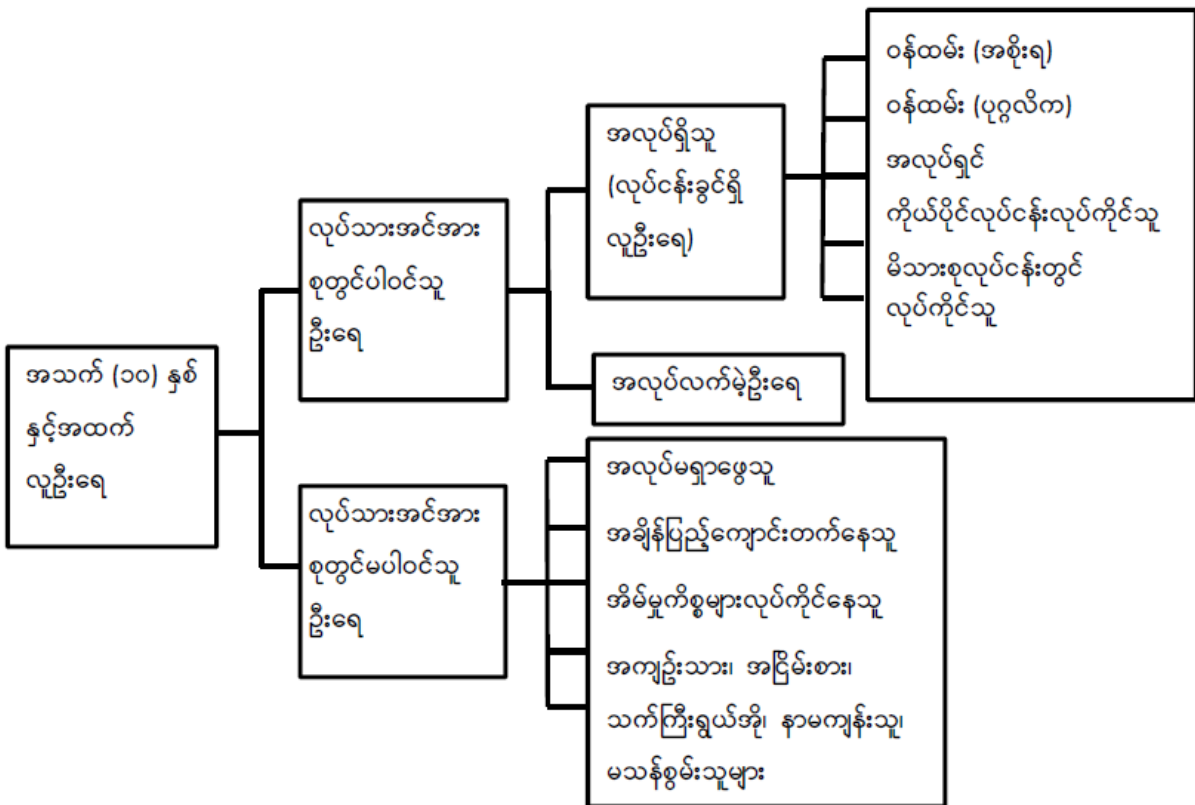 အသက် (၁၀) နှစ်
နှင့်အထက်
လူဦးရေ
လုပ်သားအင်အား
စုတွင်ပါဝင်သူ
ဦးရေ
အလုပ်ရှိသူ
(လုပ်ငန်းခွင်ရှိ
လူဦးရေ)
ဝန်ထမ်း (အစိုးရ)
ဝန်ထမ်း (ပုဂ္ဂလိက)
အလုပ်ရှင်
ကိုယ်ပိုင်လုပ်ငန်းလုပ်ကိုင်သူ
မိသားစုလုပ်ငန်းတွင်
လုပ်ကိုင်သူ
အလုပ်လက်မဲ့ဦးရေ
လုပ်သားအင်အား
စုတွင်မပါဝင်သူ
ဦးရေ
အလုပ်မရှာဖွေသူ
အချိန်ပြည့်ကျောင်းတက်နေသူ
အိမ်မှုကိစ္စများလုပ်ကိုင်နေသူ
အကျဉ်းသား၊ အငြိမ်းစား၊
သက်ကြီးရွယ်အို၊ နာမကျန်းသူ၊
မသန်စွမ်းသူများ